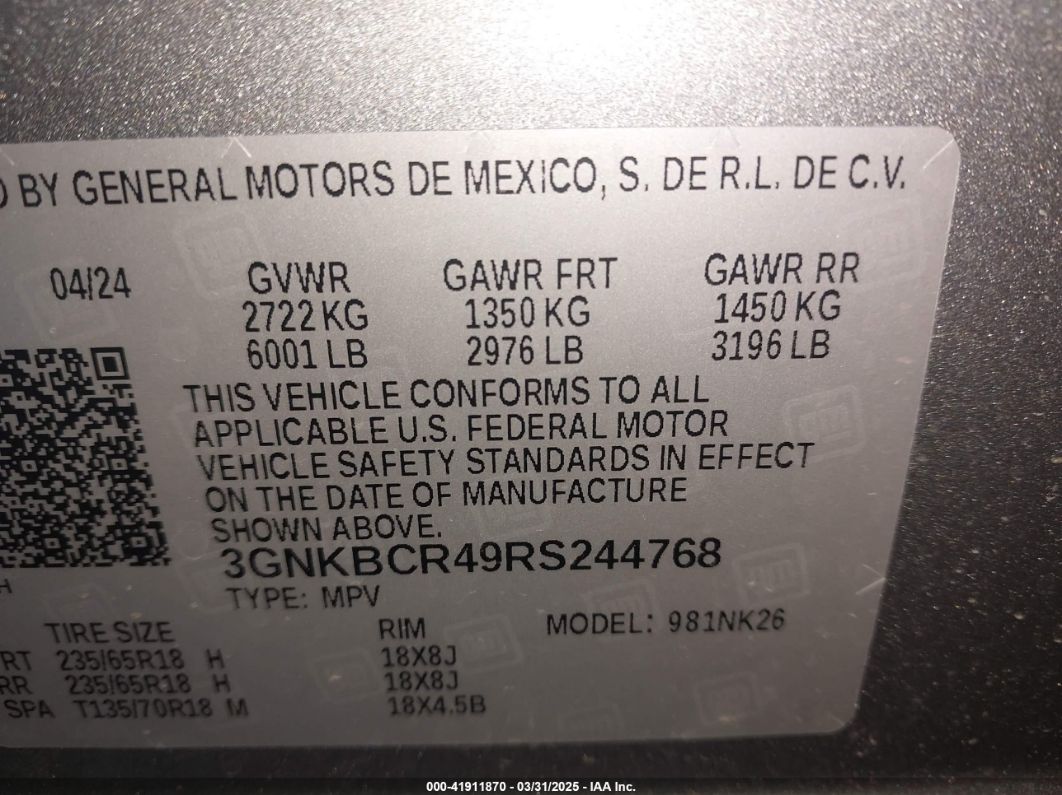 BY GENERAL MOTORS DE MEXICO, S. DE R.L. DE C.V.
04/24 GVWR GAWR FRT GAWR RR
2722 KG 1350 KG 1450 KG
6001 LB 2976 LB 3196 LB
THIS VEHICLE CONFORMS TO ALL
APPLICABLE U.S. FEDERAL MOTOR
VEHICLE SAFETY STANDARDS IN EFFECT
ON THE DATE OF MANUFACTURE
SHOWN ABOVE.
3GNKBCR49RS244768
TYPE: MPV
TIRE SIZE RIM MODEL: 981NK26
RT 235/65R18 H 18X8J
RR 235/65R18 H 18X8J
SPA T135/70R18 M 18X4.5B
000-41911870 - 03/31/2025 - IAA Inc.